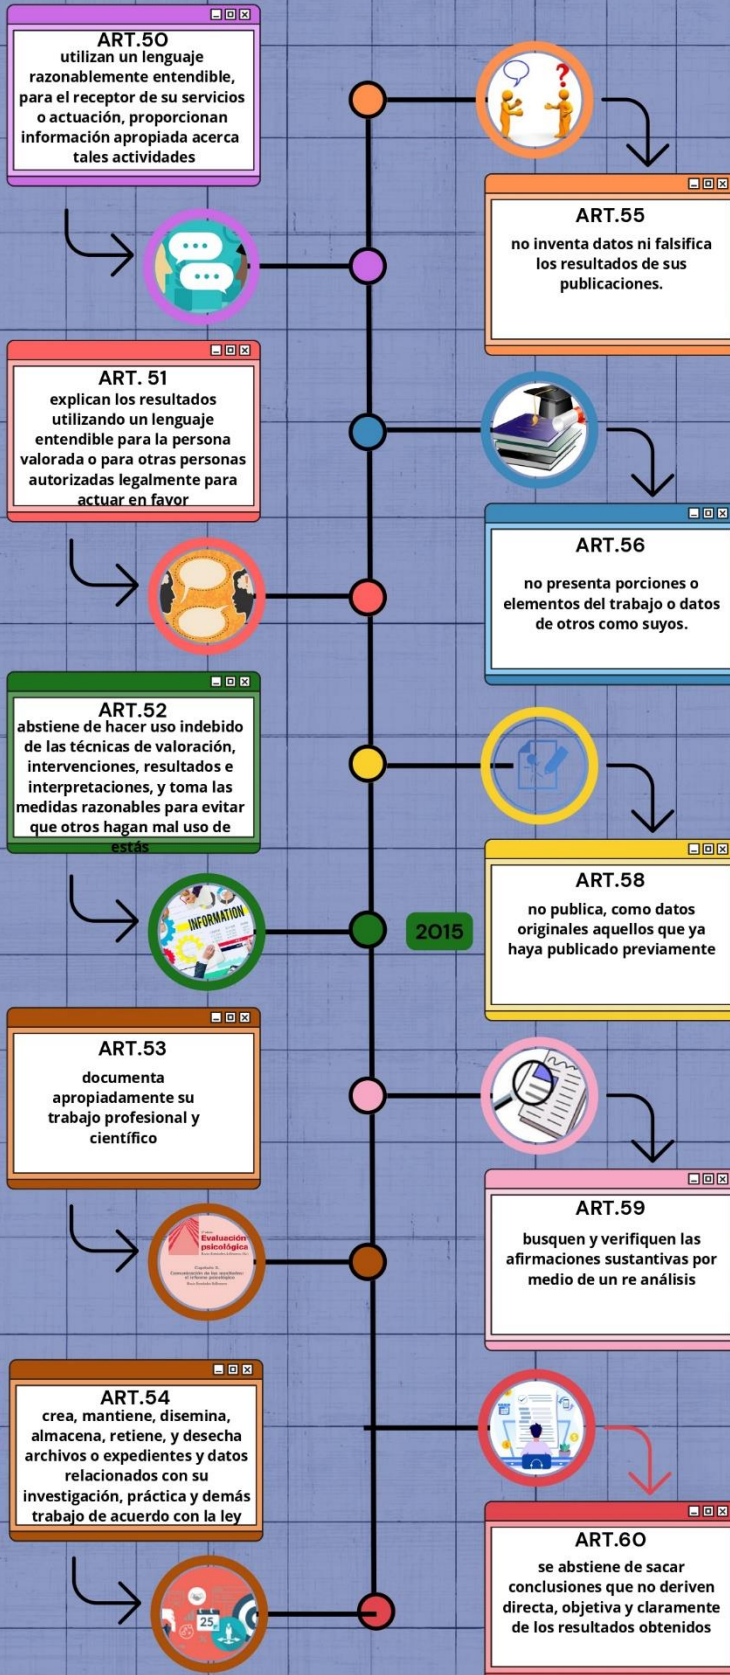 ART.50
utilizan un lenguaje
razonablemente entendible,
para el receptor de su servicios
o actuación, proporcionan
información apropiada acerca
tales actividades
ART. 51
explican los resultados
utilizando un lenguaje
entendible para la persona
valorada o para otras personas
autorizadas legalmente para
actuar en favor
ART.52
abstiene de hacer uso indebido
de las técnicas de valoración,
intervenciones, resultados e
interpretaciones, y toma las
medidas razonables para evitar
que otros hagan mal uso de
estás
INFORMATION
2015
ART.53
documenta
apropiadamente su
trabajo profesional y
científico
Evaluación
psicológica
ART.54
crea, mantiene, disemina,
almacena, retiene, y desecha
archivos o expedientes y datos
relacionados con su
investigación, práctica y demás
trabajo de acuerdo con la ley
25
?
ART.55
no inventa datos ni falsifica
los resultados de sus
publicaciones.
ART.56
no presenta porciones o
elementos del trabajo o datos
de otros como suyos.
ART.58
no publica, como datos
originales aquellos que ya
haya publicado previamente
ART.59
busquen y verifiquen las
afirmaciones sustantivas por
medio de un re análisis
ART.60
se abstiene de sacar
conclusiones que no deriven
directa, objetiva y claramente
de los resultados obtenidos